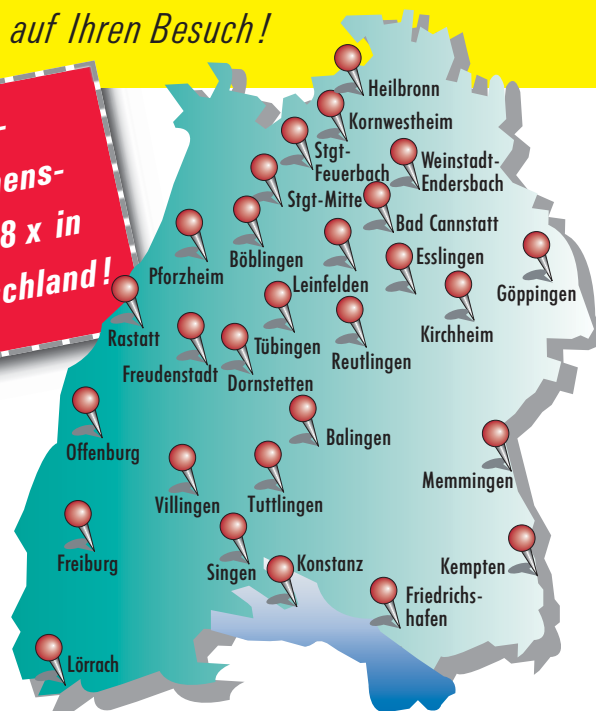 auf Ihren Besuch!
8 x in
Heilbronn
Kornwestheim
Stgt-
Feuerbach
Weinstadt-
Endersbach
Stgt-Mitte
Bad Cannstatt
Böblingen
Esslingen
Pforzheim
Leinfelden
Göppingen
Kirchheim
Rastatt
Tübingen
Reutlingen
Freudenstadt
Dornstetten
Balingen
Offenburg
Memmingen
Villingen
Tuttlingen
Freiburg
Singen
Konstanz
Kempten
Friedrichs-
hafen
Lörrach